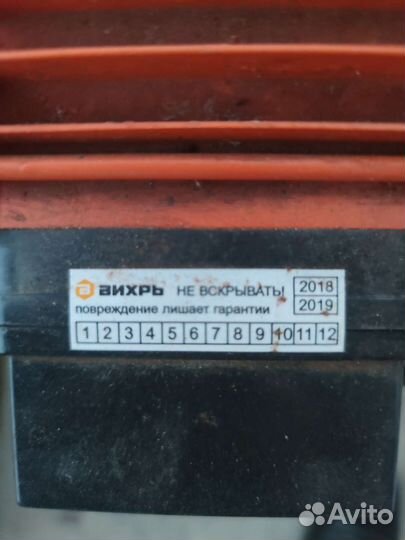 ВИХРЬ НЕ ВСКРЫВАТЬ! 2018
повреждение лишает гарантии 2019
1 2 3 4 5 6 7 8 9 10 11 12
Avito